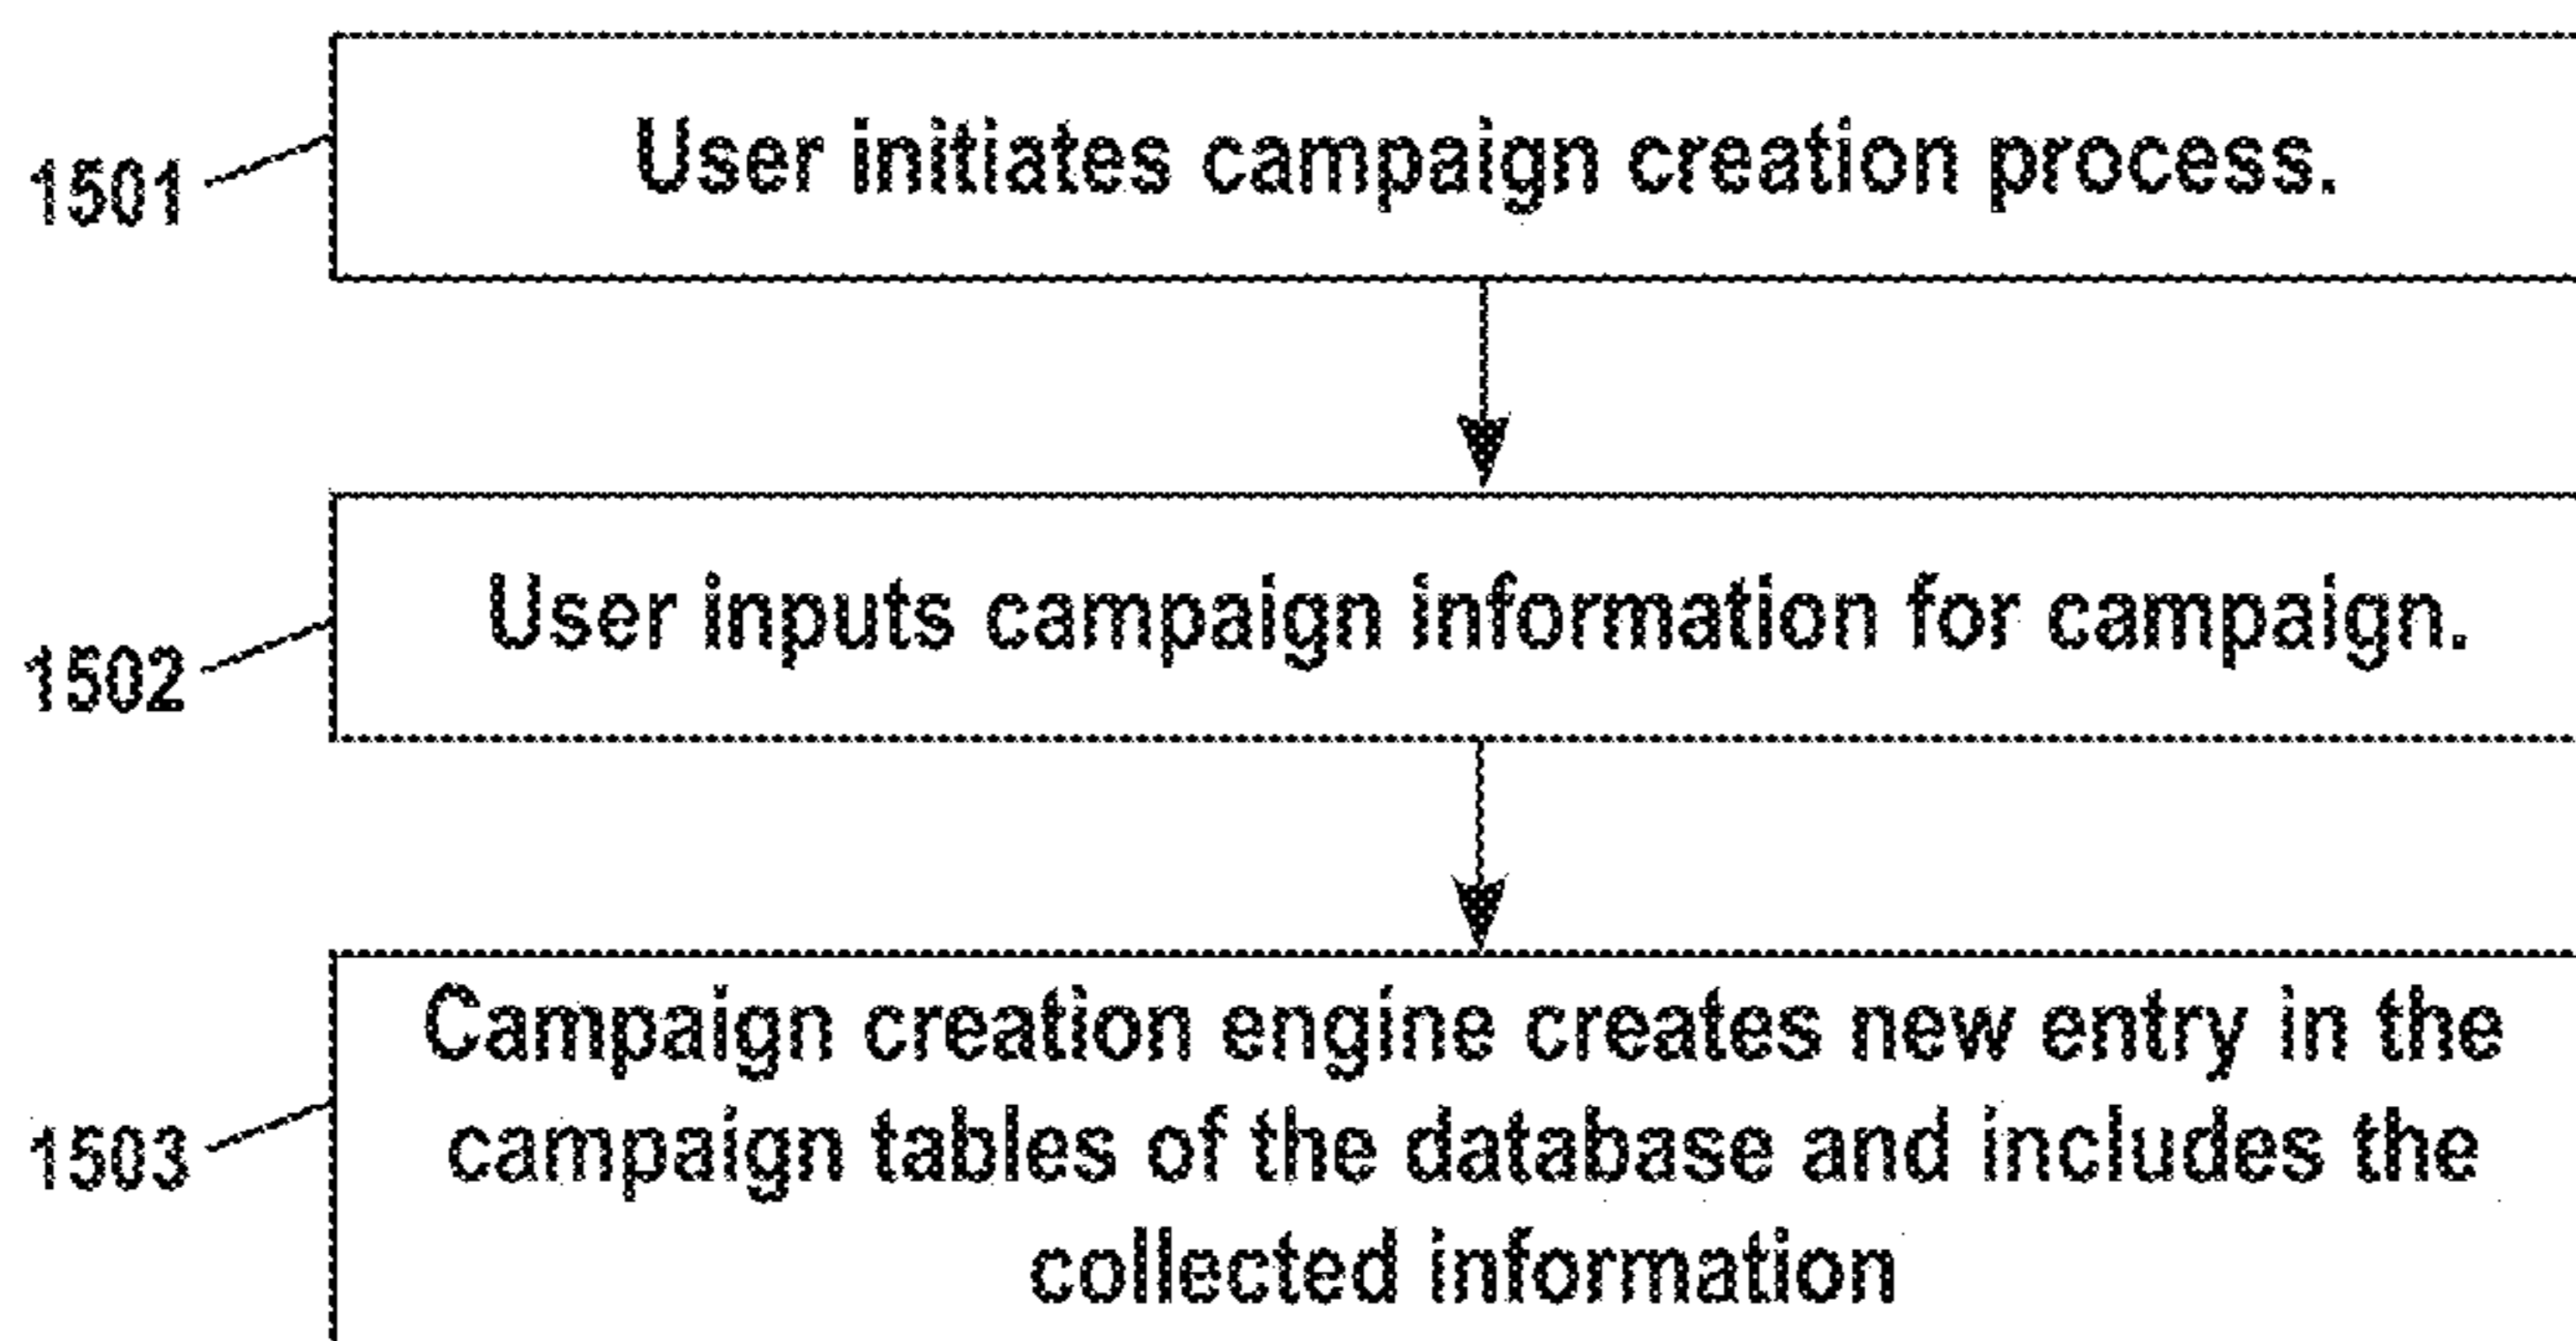 1501
User initiates campaign creation process.
1502
User inputs campaign information for campaign.
Campaign creation engine creates new entry in the
1503
campaign tables of the database and includes the
collected information